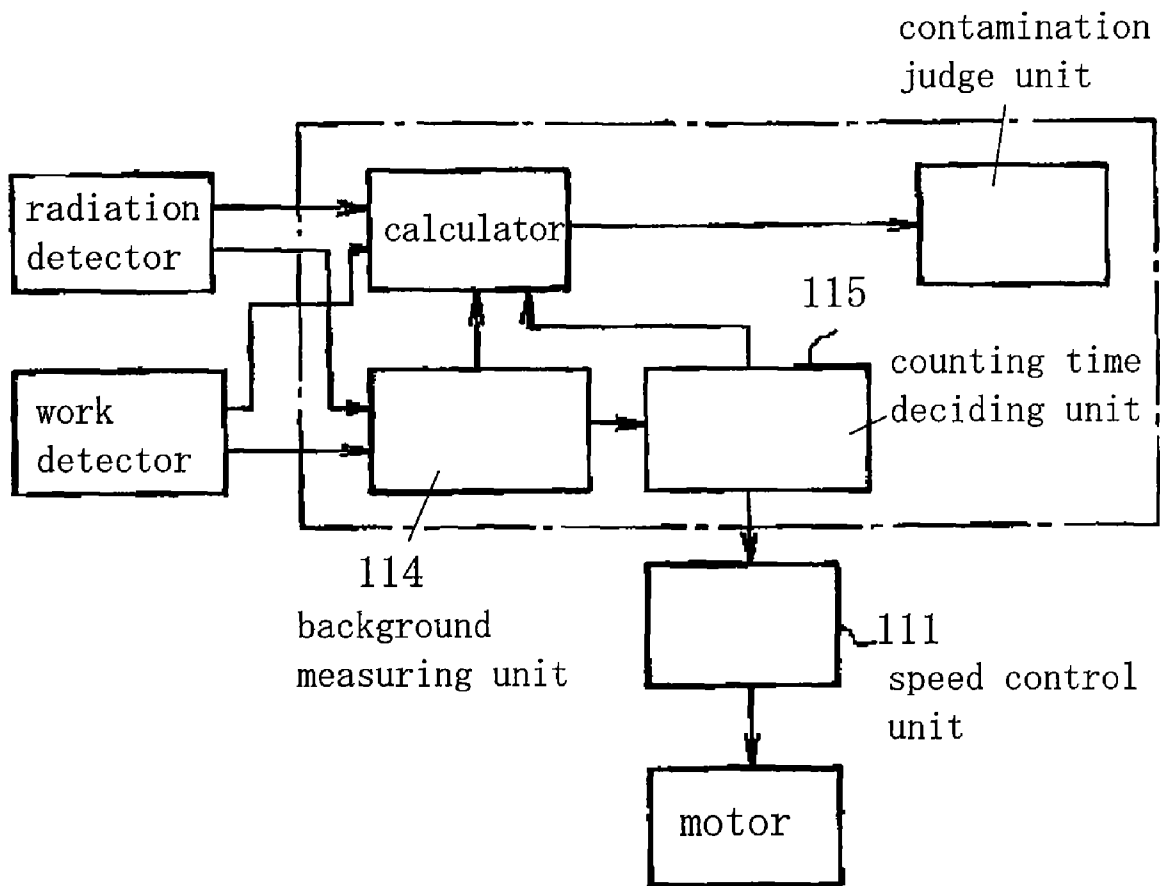 contamination
judge unit
radiation
detector
calculator
115
counting time
deciding unit
work
detector
114
background
measuring unit
111
speed control
unit
motor